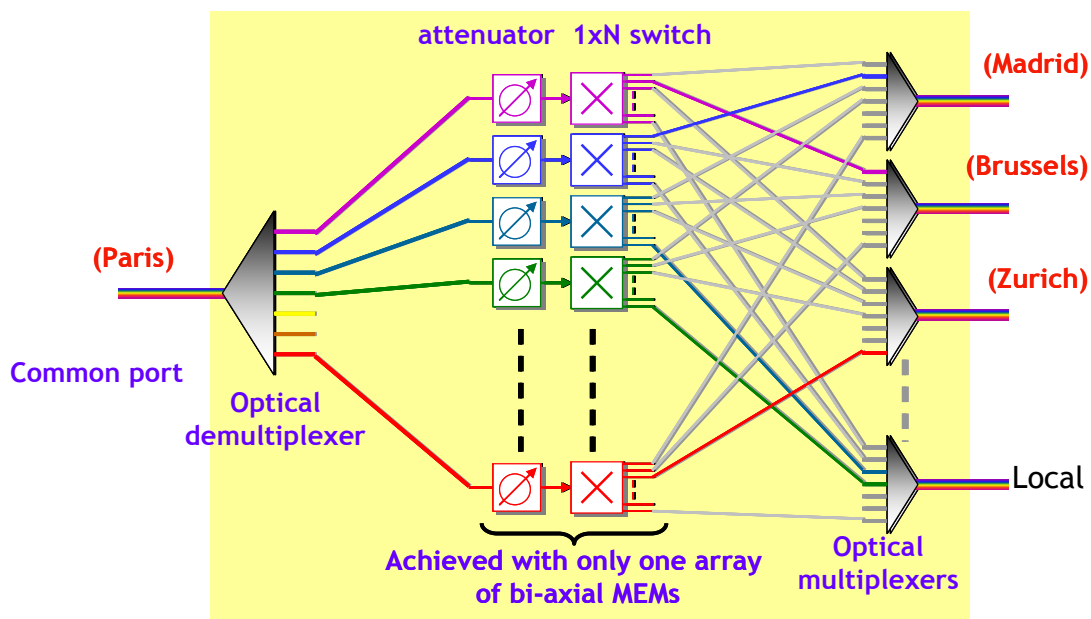 attenuator 1xN switch
(Madrid)
(Brussels)
(Paris)
(Zurich)
Common port
Optical
demultiplexer
Local
Achieved with only one array
of bi-axial MEMs
Optical
multiplexers